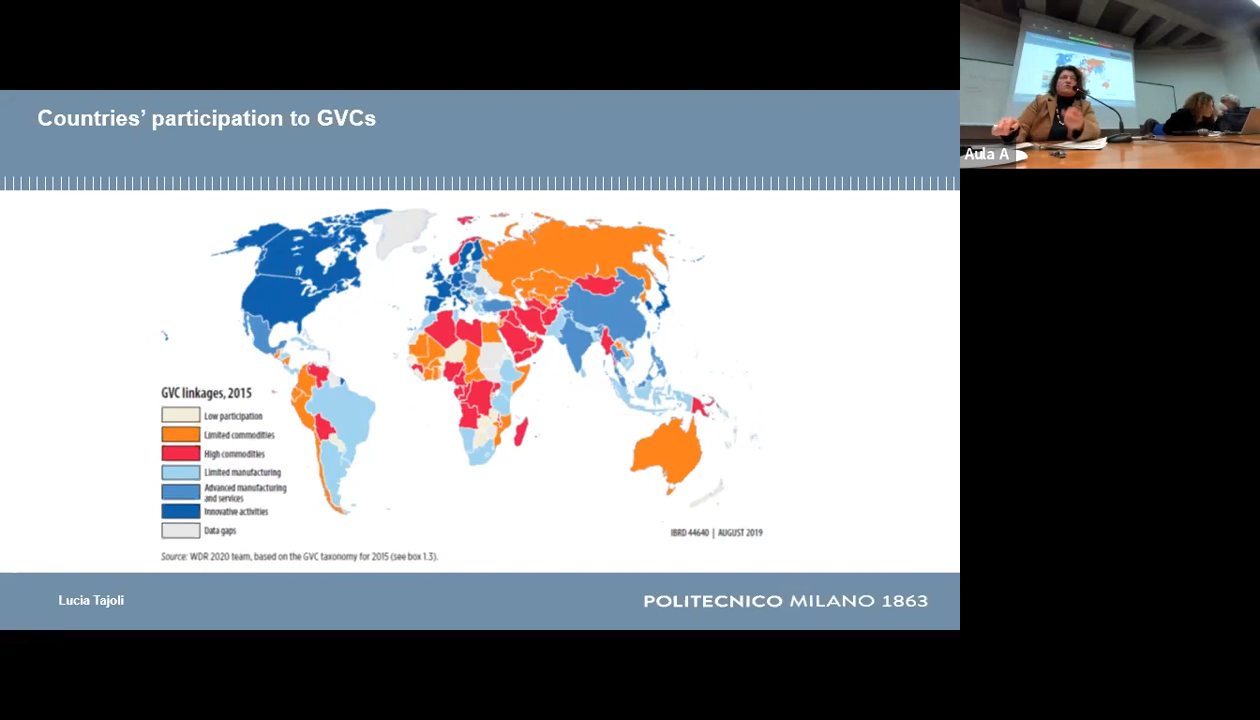 Countries’ participation to GVCs
Aula A
GVC linkages, 2015
Low participation
Limited commodities
High commodities
Limited manufacturing
Advanced manufacturing
and services
Innovative activities
Data gaps
IBRD 44640 | AUGUST 2019
Source: WDR 2020 team, based on the GVC taxonomy for 2015 (see box 1.3).
Lucia Tajoli
POLITECNICO MILANO 1863